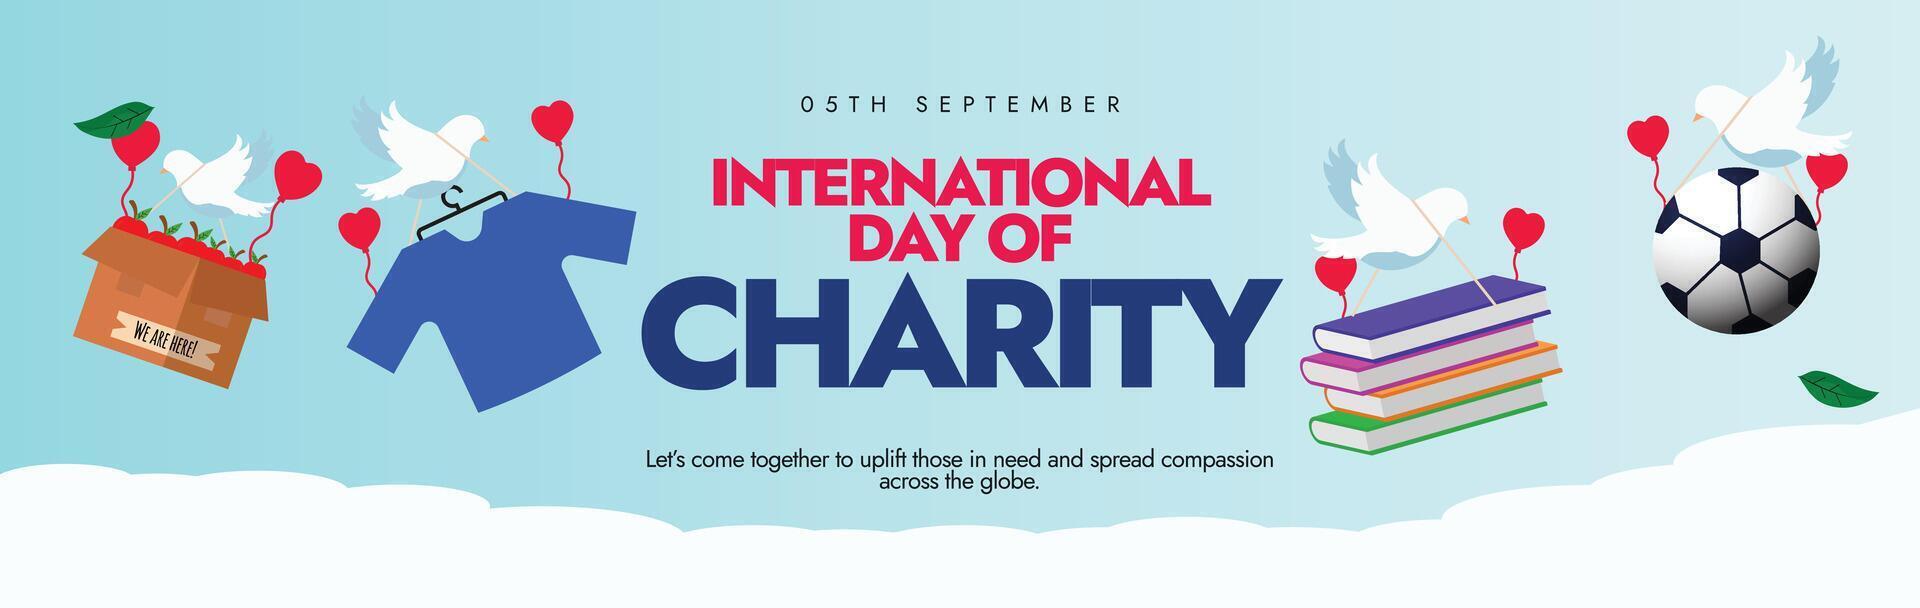 05TH SEPTEMBER
INTERNATIONAL
DAY OF
CHARITY
Let's come together to uplift those in need and spread compassion
across the globe.
WE ARE HERE!